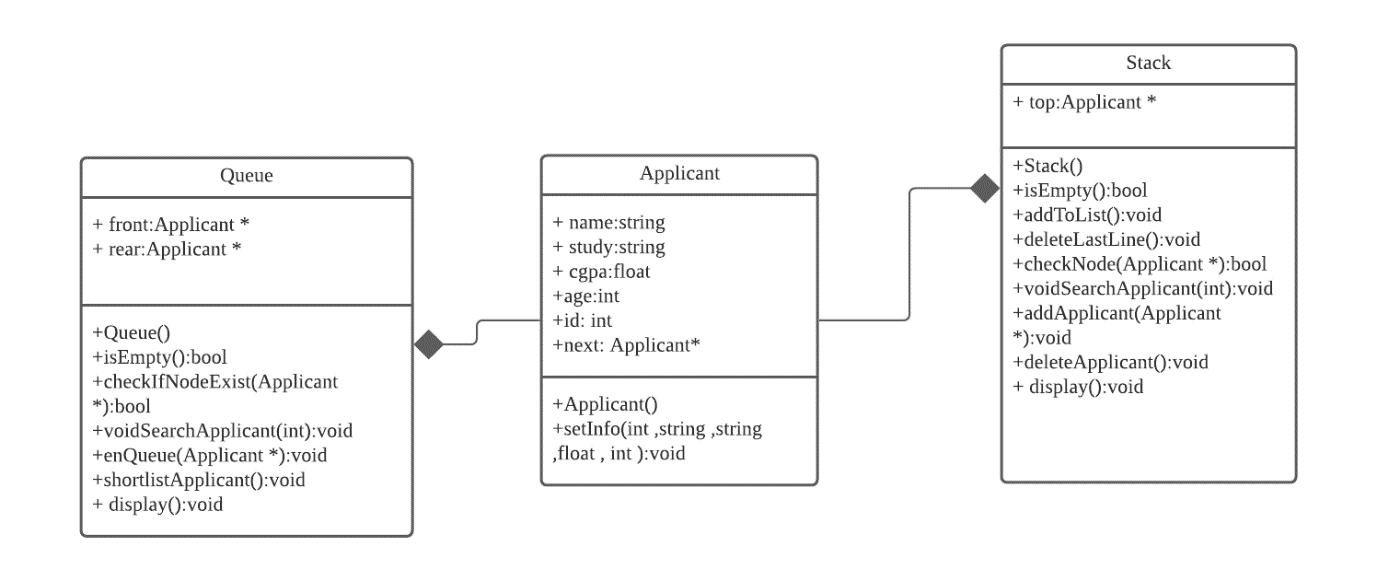 Queue
+ front:Applicant *
+ rear:Applicant *
+Queue()
+isEmpty():bool
+checkIfNodeExist(Applicant
*):bool
+voidSearchApplicant(int):void
+enQueue(Applicant *):void
+shortlistApplicant():void
+ display():void
Applicant
+ name:string
+ study:string
+ cgpa:float
+age:int
+id: int
+next: Applicant*
+Applicant()
+setInfo(int ,string ,string
,float , int ):void
Stack
+ top:Applicant *
+Stack()
+isEmpty():bool
+addToList():void
+deleteLastLine():void
+checkNode(Applicant *):bool
+voidSearchApplicant(int):void
+addApplicant(Applicant
*):void
+deleteApplicant():void
+ display():void